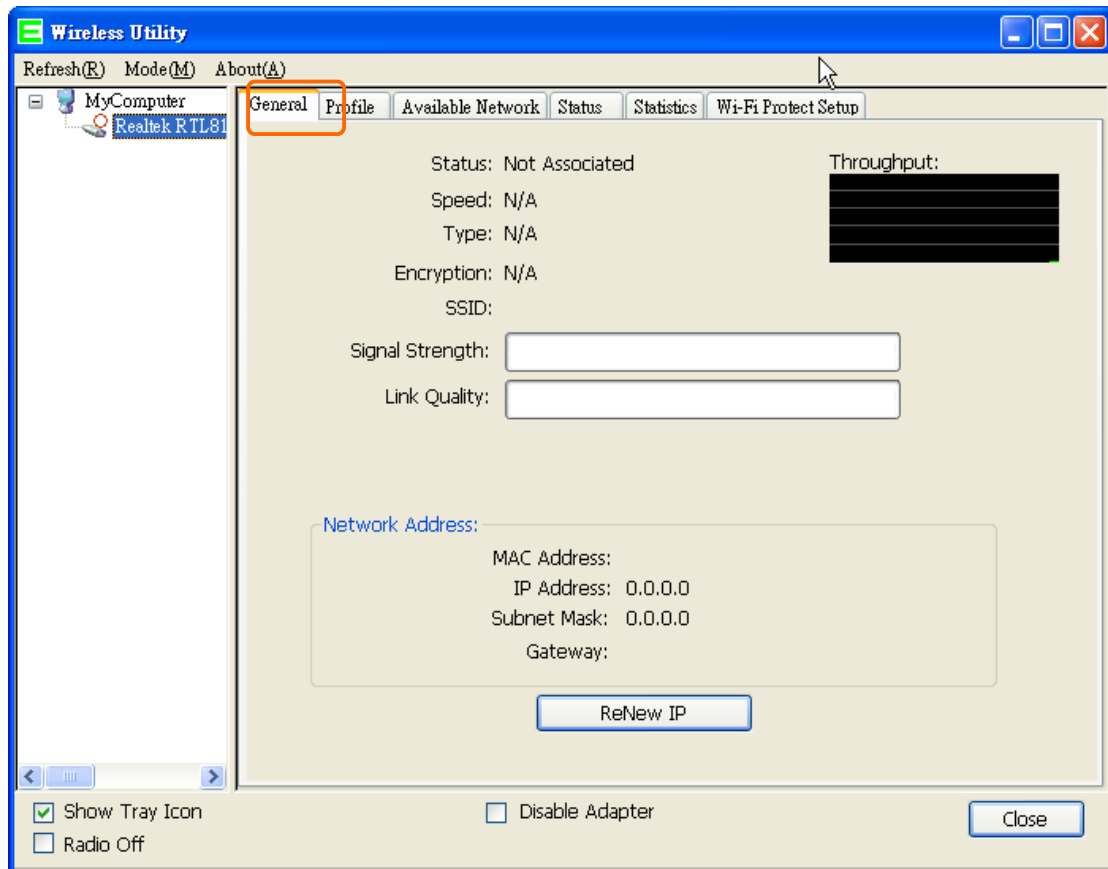 Wireless Utility
Refresh(R) Mode(M) About(A)
MyComputer
Realtek RTL81
General Profile Available Network Status Statistics Wi-Fi Protect Setup
Status: Not Associated
Throughput:
Speed: N/A
Type: N/A
Encryption: N/A
SSID:
Signal Strength:
Link Quality:
Network Address:
MAC Address:
IP Address: 0.0.0.0
Subnet Mask: 0.0.0.0
Gateway:
ReNew IP
Show Tray Icon
Disable Adapter
Close
Radio Off